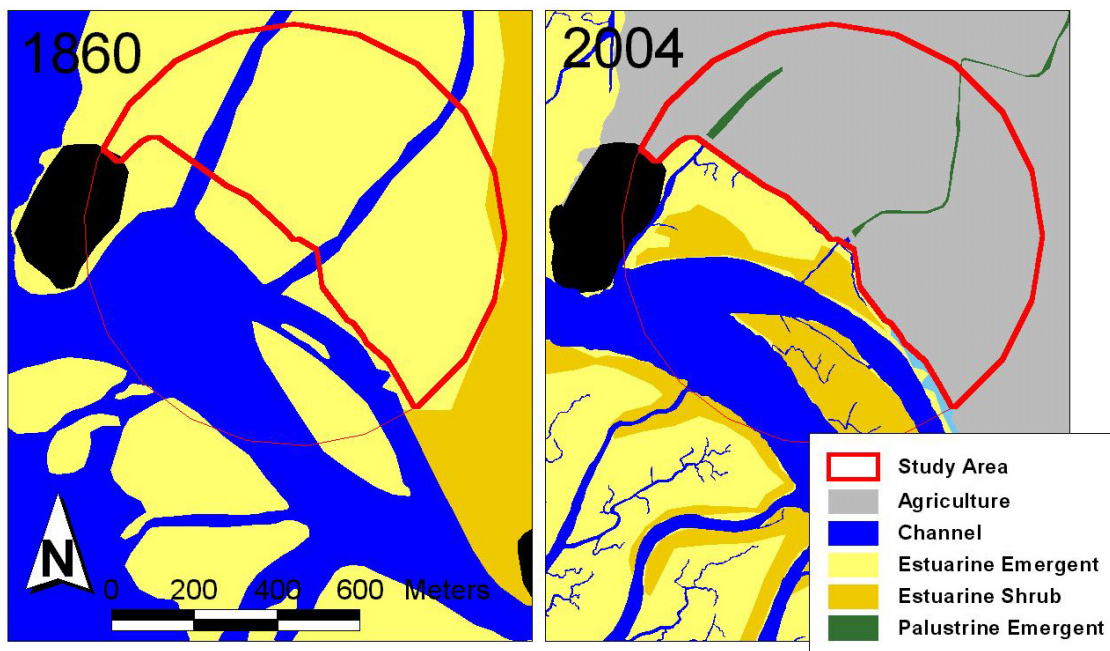 1860
2004
N
0 200 400 600 Meters
Study Area
Agriculture
Channel
Estuarine Emergent
Estuarine Shrub
Palustrine Emergent